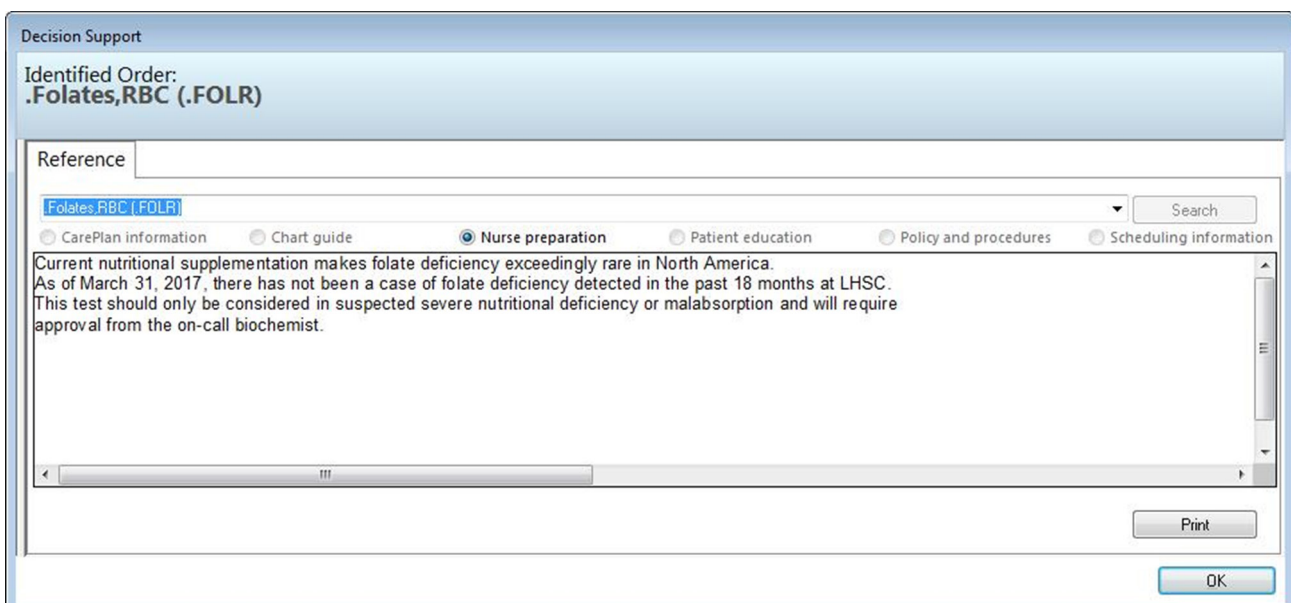 Decision Support
Identified Order:
.Folates,RBC (.FOLR)
Reference
.Folates,RBC (.FOLR)
Search
CarePlan information
Chart guide
Nurse preparation
Patient education
Policy and procedures
Scheduling information
Current nutritional supplementation makes folate deficiency exceedingly rare in North America.
As of March 31, 2017, there has not been a case of folate deficiency detected in the past 18 months at LHSC.
This test should only be considered in suspected severe nutritional deficiency or malabsorption and will require
approval from the on-call biochemist.
Print
OK